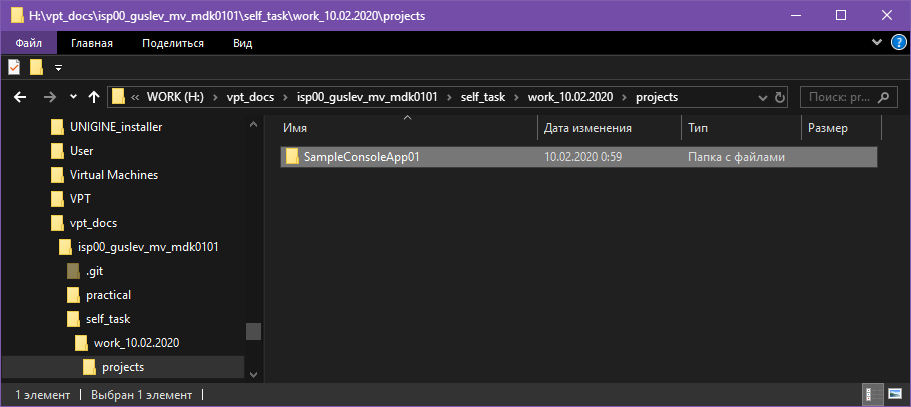 H:\vpt_docs\isp00_guslev_mv_mdk0101\self_task\work_10.02.2020\projects
Файл Главная Поделиться Вид
« WORK (H:) › vpt_docs › isp00_guslev_mv_mdk0101 › self_task › work_10.02.2020 › projects Поиск: pr...
Имя Дата изменения Тип Размер
SampleConsoleApp01 10.02.2020 0:59 Папка с файлами
UNIGINE_installer
User
Virtual Machines
VPT
vpt_docs
isp00_guslev_mv_mdk0101
.git
practical
self_task
work_10.02.2020
projects
1 элемент Выбран 1 элемент